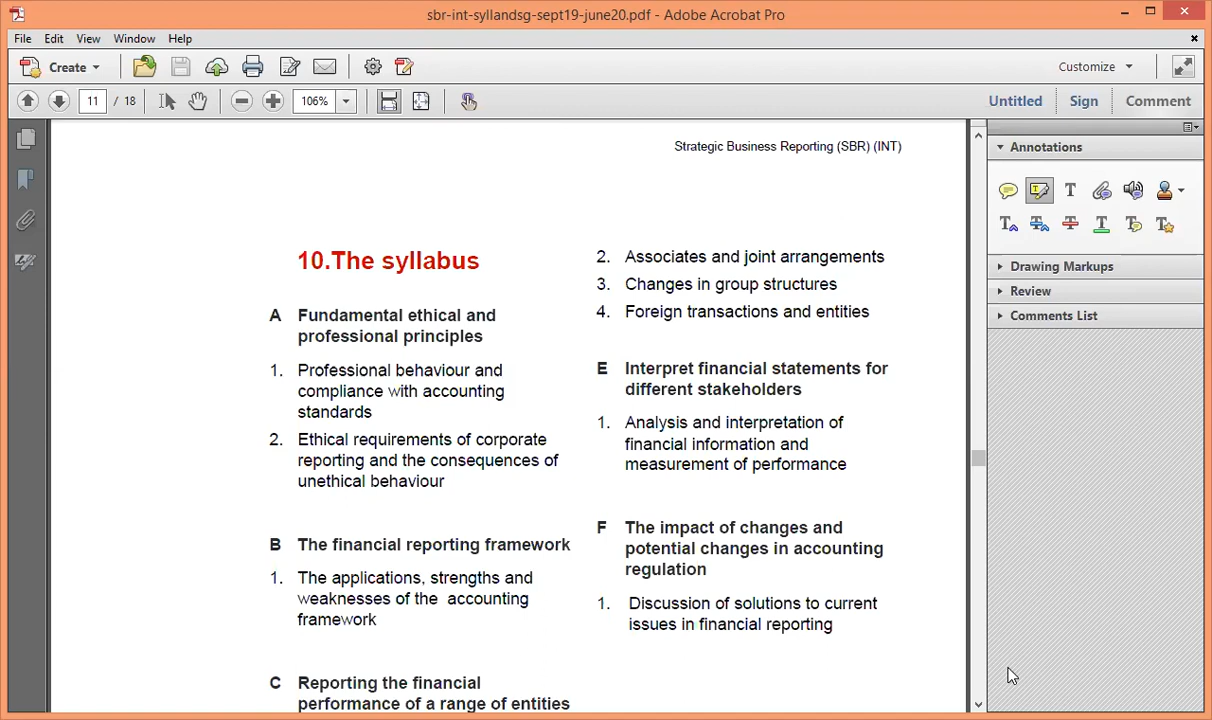 sbr-int-syllandsg-sept19-june20.pdf - Adobe Acrobat Pro
File Edit View Window Help
Create
Customize
11 / 18
106%
Untitled Sign Comment
Strategic Business Reporting (SBR) (INT)
10.The syllabus
A Fundamental ethical and
professional principles
1. Professional behaviour and
compliance with accounting
standards
2. Ethical requirements of corporate
reporting and the consequences of
unethical behaviour
B The financial reporting framework
1. The applications, strengths and
weaknesses of the accounting
framework
C Reporting the financial
performance of a range of entities
2. Associates and joint arrangements
3. Changes in group structures
4. Foreign transactions and entities
E Interpret financial statements for
different stakeholders
1. Analysis and interpretation of
financial information and
measurement of performance
F The impact of changes and
potential changes in accounting
regulation
1. Discussion of solutions to current
issues in financial reporting
Annotations
Drawing Markups
Review
Comments List